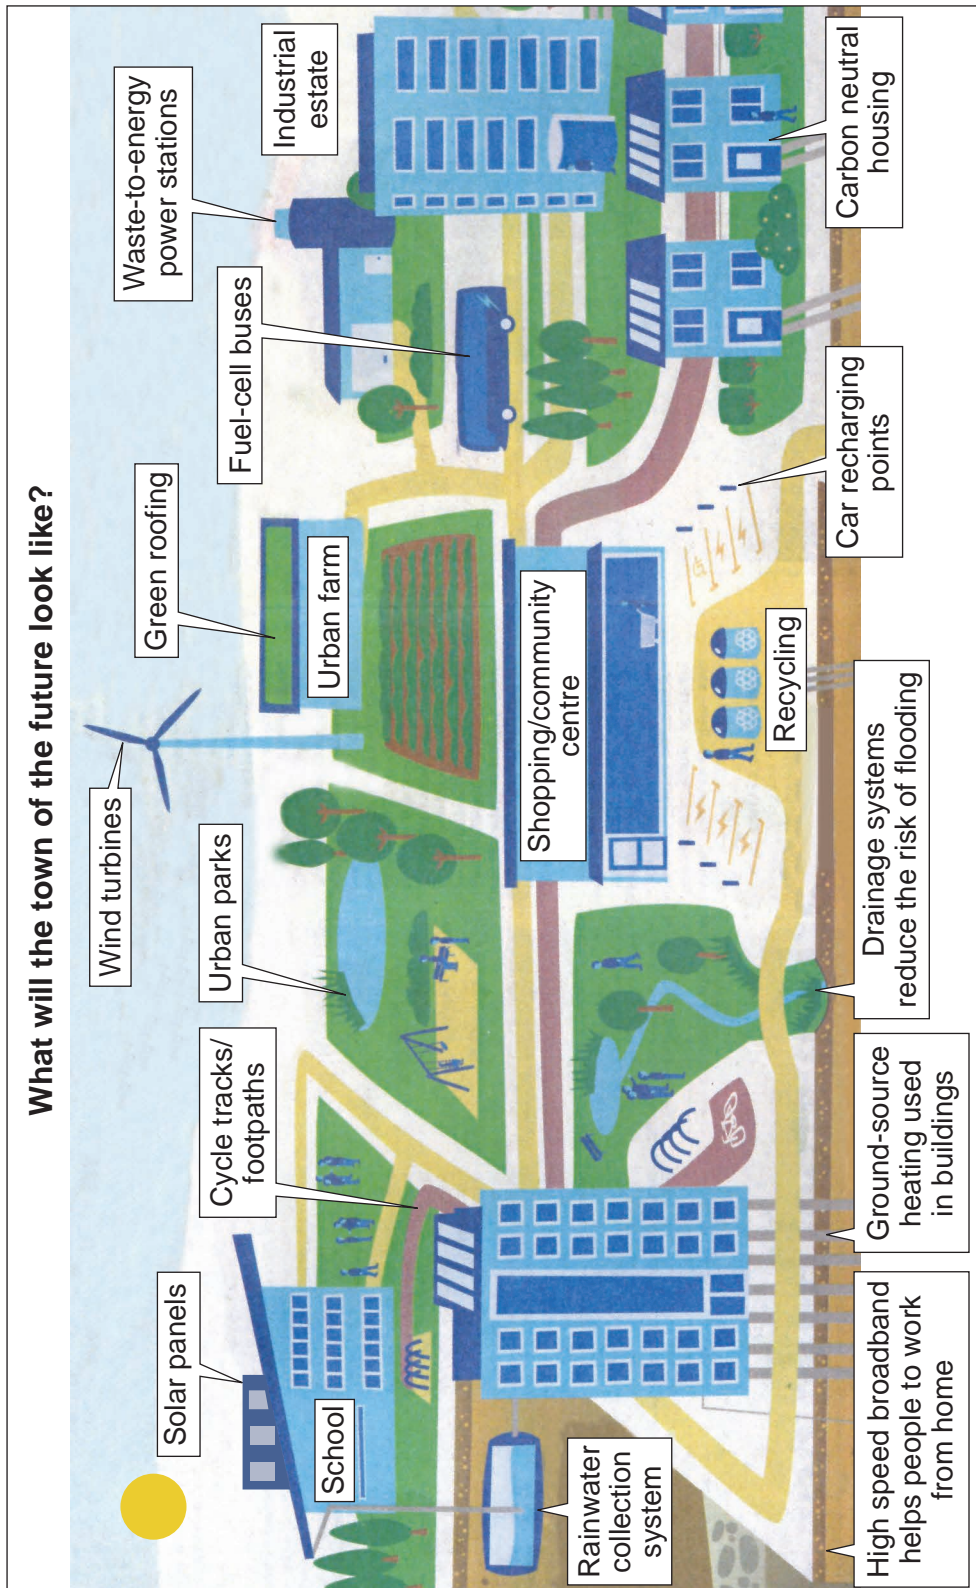 What will the town of the future look like?
Solar panels
School
Rainwater
collection
system
High speed broadband
helps people to work
from home
Cycle tracks/
footpaths
Ground-source
heating used
in buildings
Wind turbines
Urban parks
Drainage systems
reduce the risk of flooding
Green roofing
Urban farm
Shopping/community
centre
Recycling
Car recharging
points
Waste-to-energy
power stations
Fuel-cell buses
Industrial
estate
Carbon neutral
housing